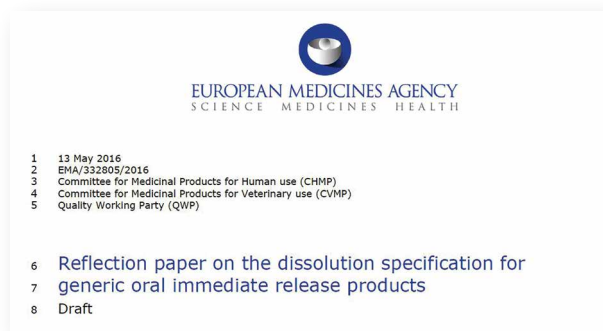 EUROPEAN MEDICINES AGENCY
SCIENCE MEDICINES HEALTH
1 13 May 2016
2 EMA/332805/2016
3 Committee for Medicinal Products for Human use (CHMP)
4 Committee for Medicinal Products for Veterinary use (CVMP)
5 Quality Working Party (QWP)
6 Reflection paper on the dissolution specification for
7 generic oral immediate release products
8 Draft